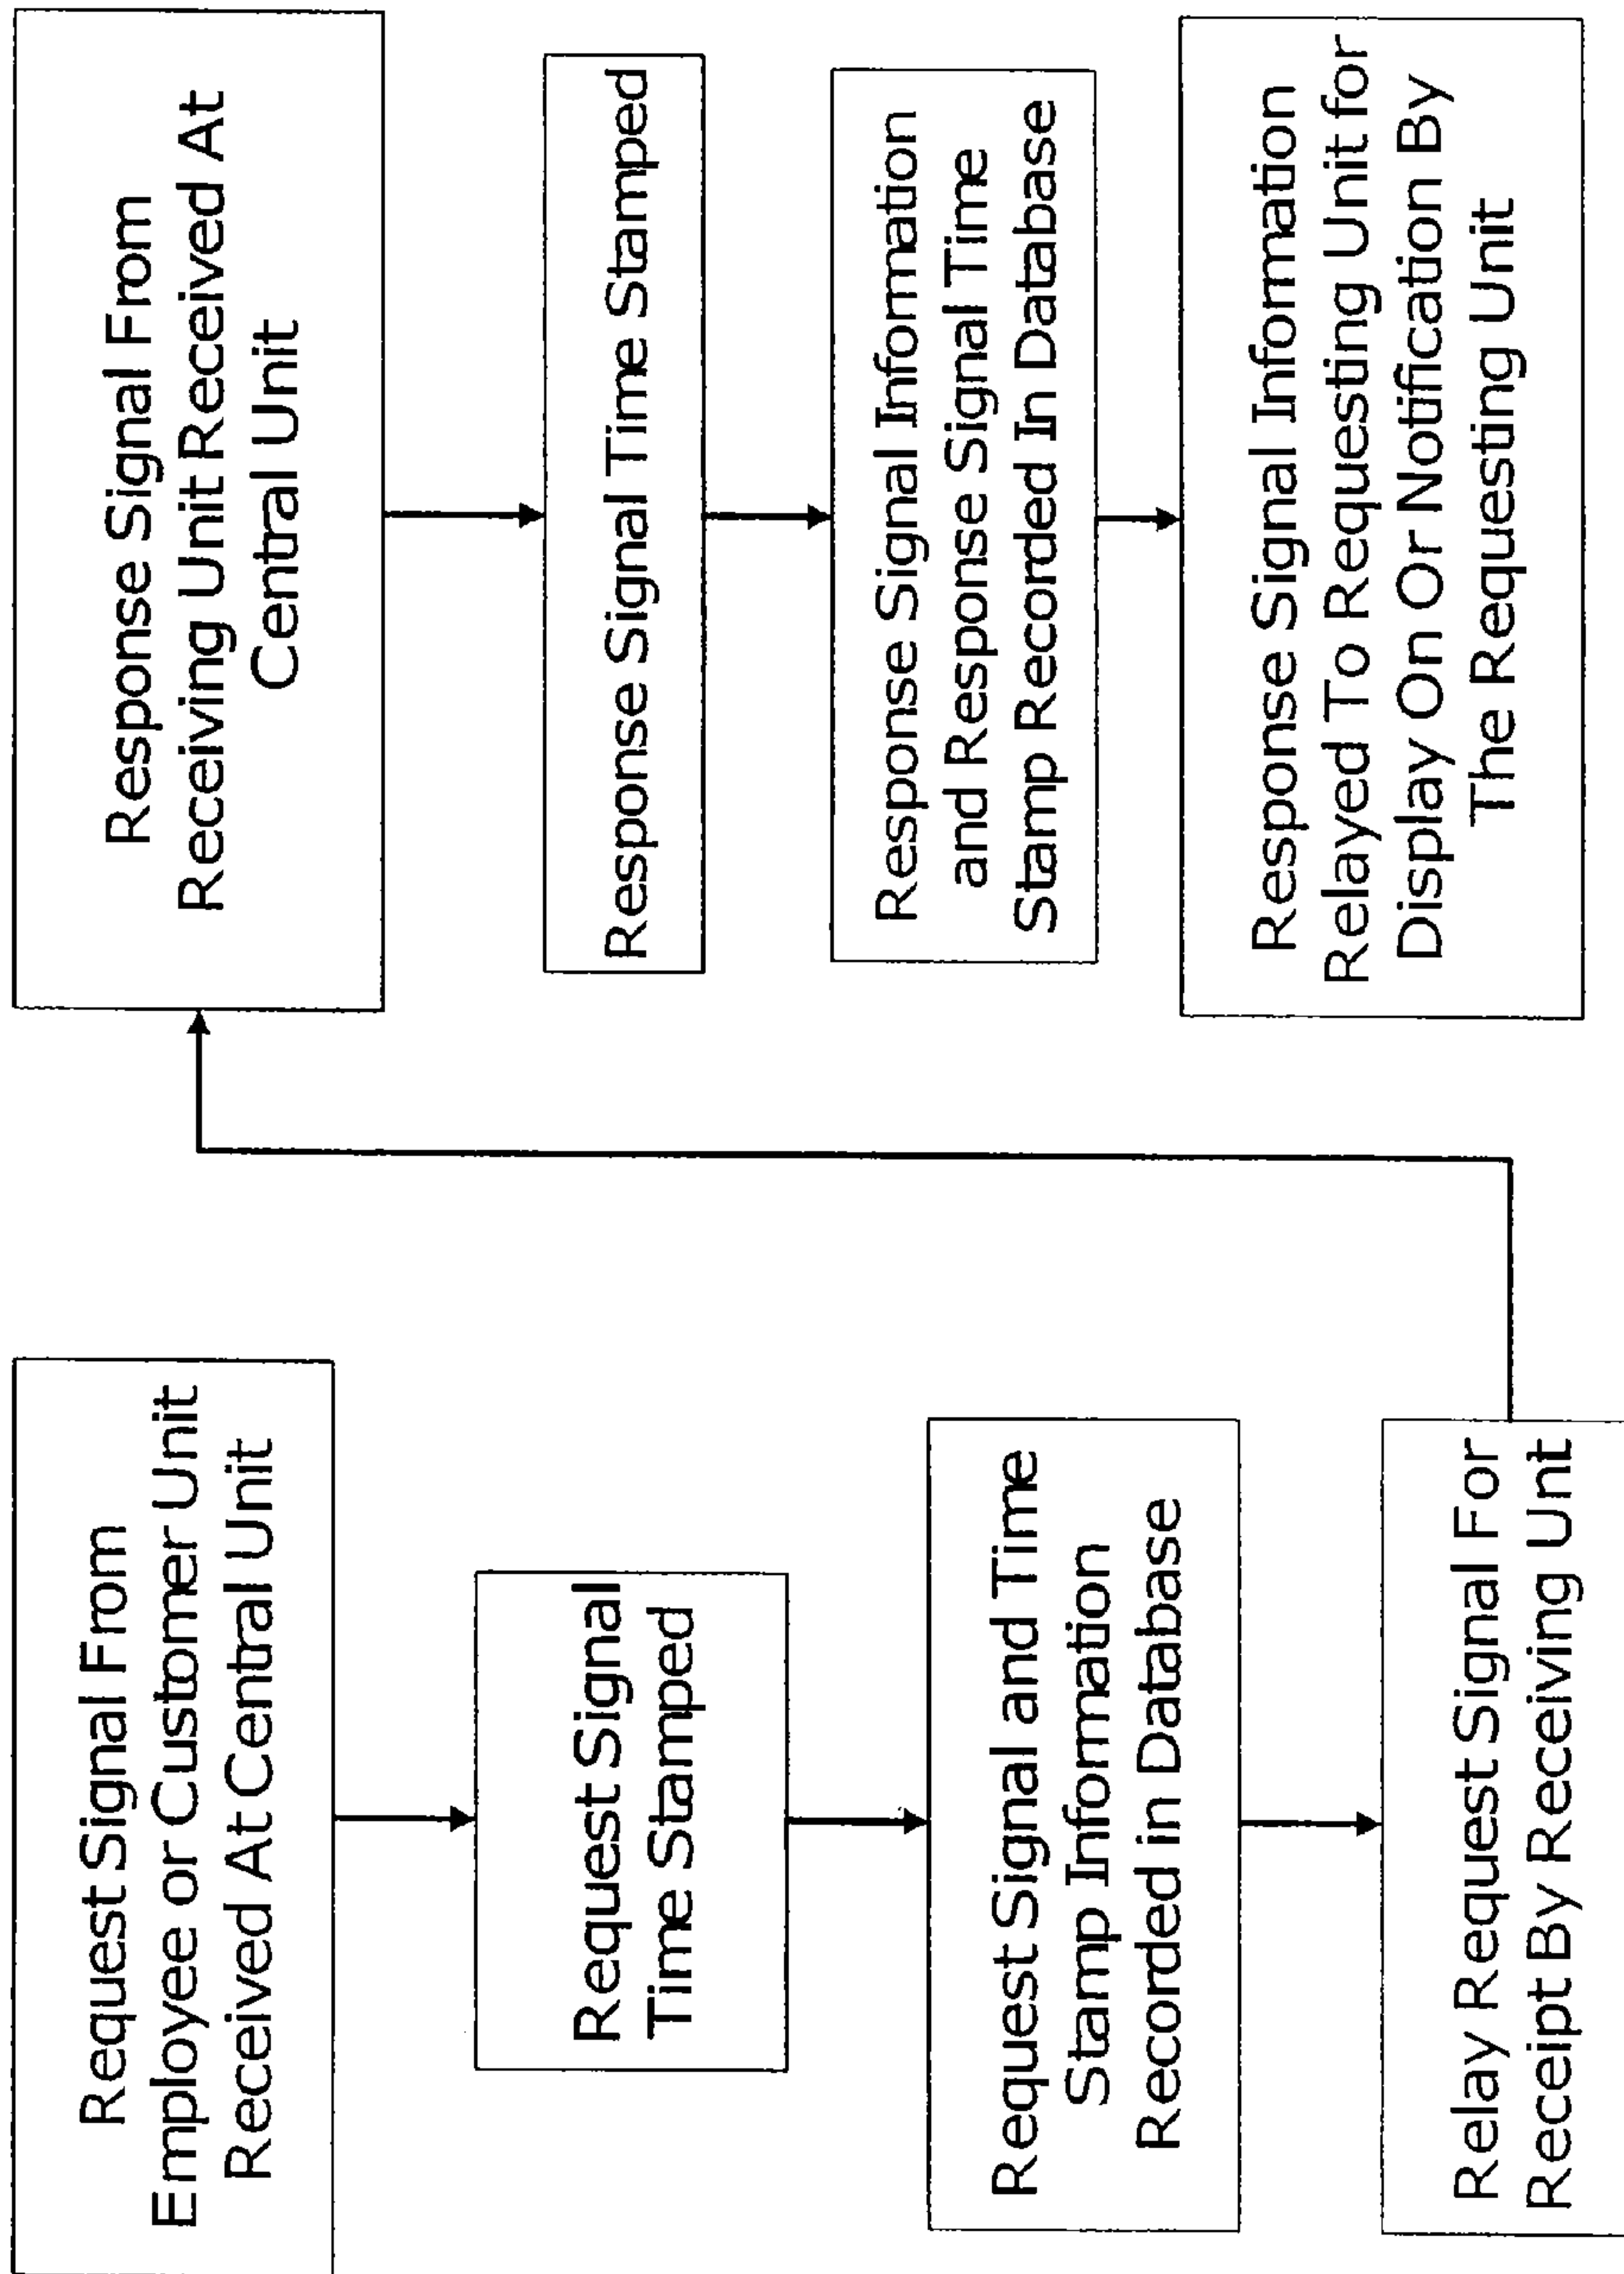 Request Signal From
Employee or Customer Unit
Received At Central Unit
Request Signal
Time Stamped
Request Signal and Time
Stamp Information
Recorded in Database
Relay Request Signal For
Receipt By Receiving Unt
Response Signal From
Receiving Unit Received At
Central Unit
Response Signal Time Stamped
Response Signal Information
and Response Signal Time
Stamp Recorded In Database
Response Signal Information
Relayed To Requesting Unit for
Display On Or Notification By
The Requesting Unit